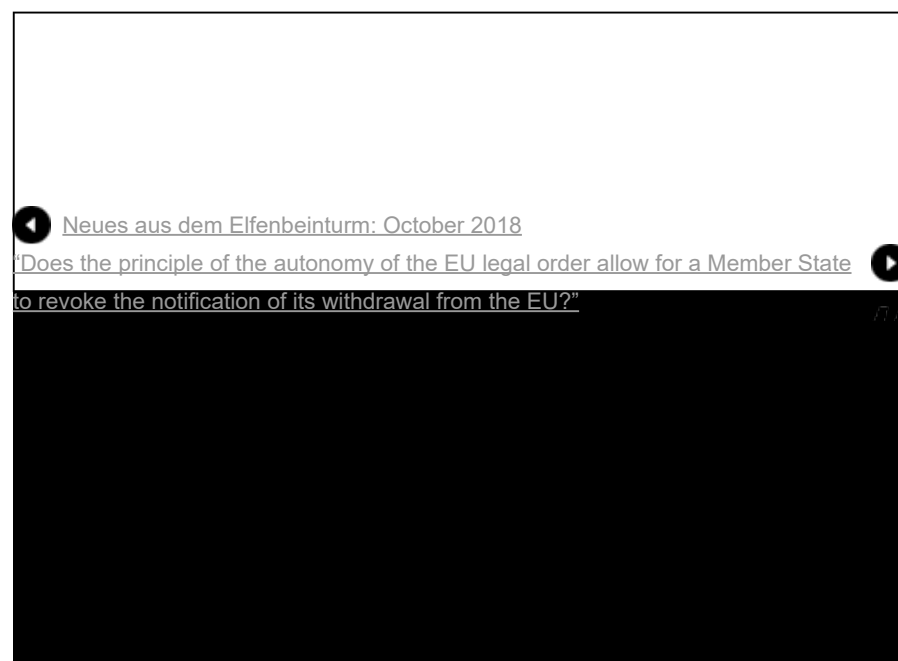 Neues aus dem Elfenbeinturm: October 2018
“Does the principle of the autonomy of the EU legal order allow for a Member State
to revoke the notification of its withdrawal from the EU?”